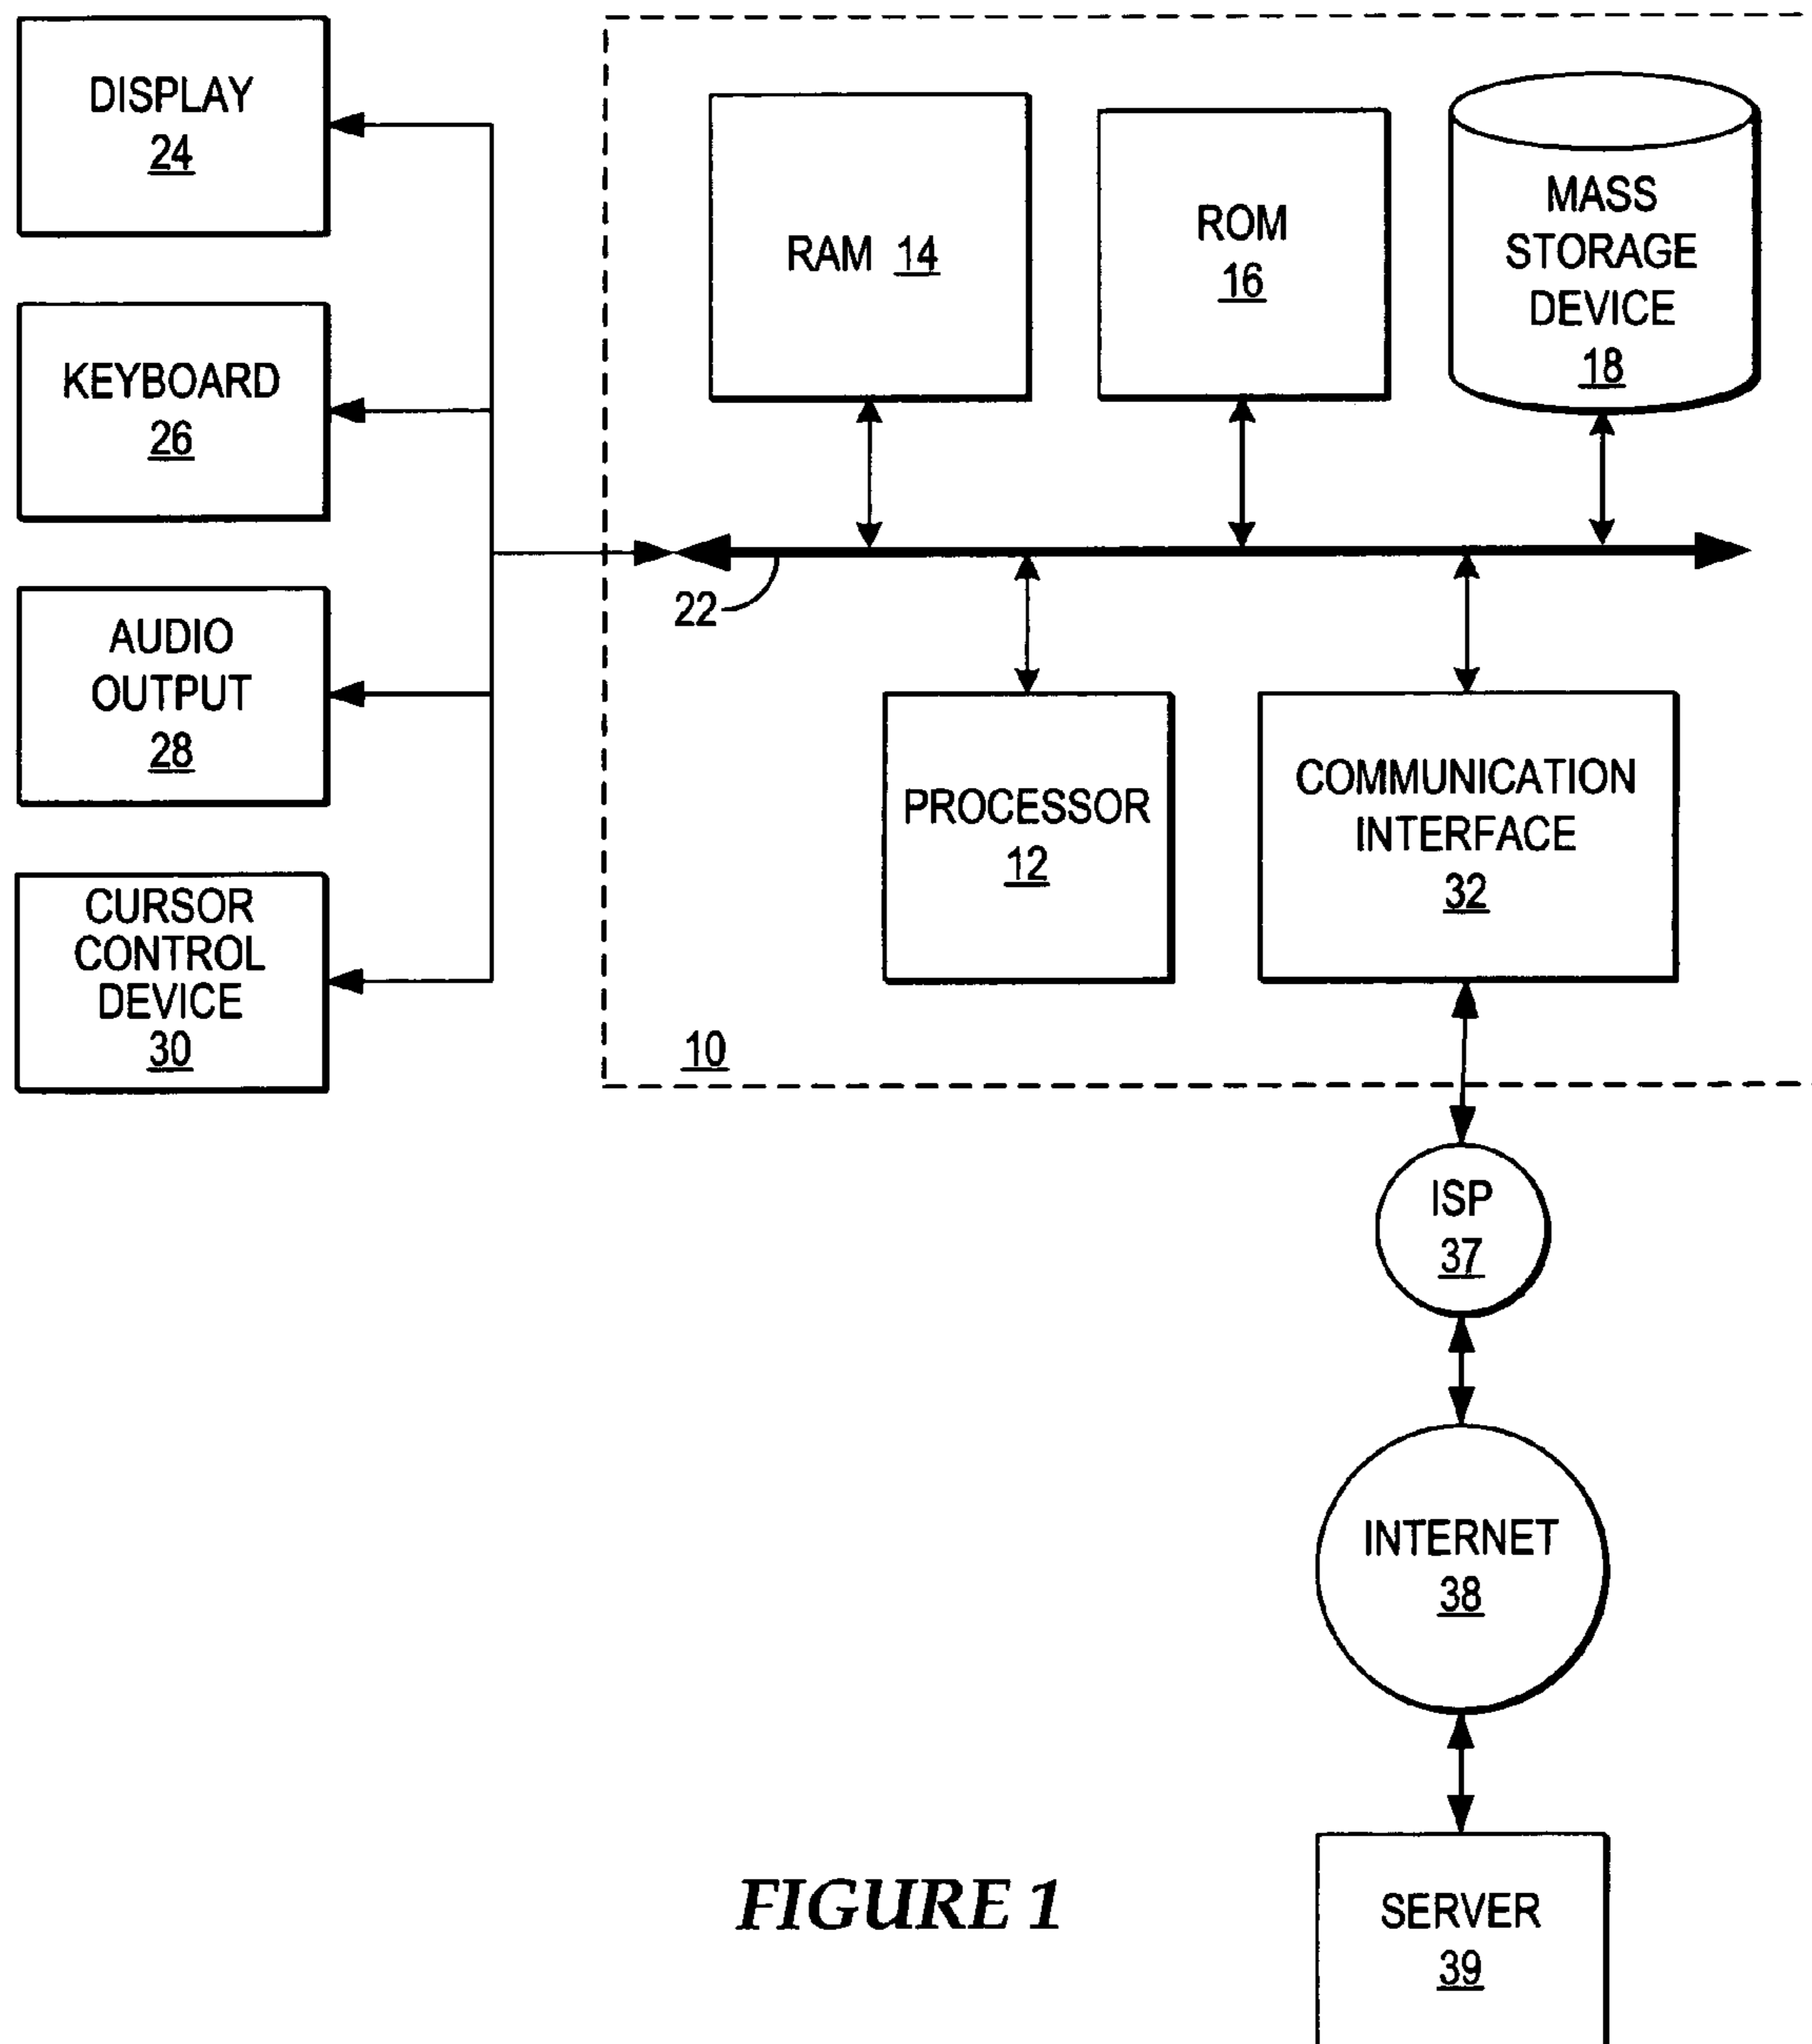 DISPLAY
24
KEYBOARD
26
AUDIO
OUTPUT
28
CURSOR
CONTROL
DEVICE
30
RAM 14
ROM
16
MASS
STORAGE
DEVICE
18
22
PROCESSOR
12
COMMUNICATION
INTERFACE
32
10
ISP
37
INTERNET
38
SERVER
39
FIGURE 1